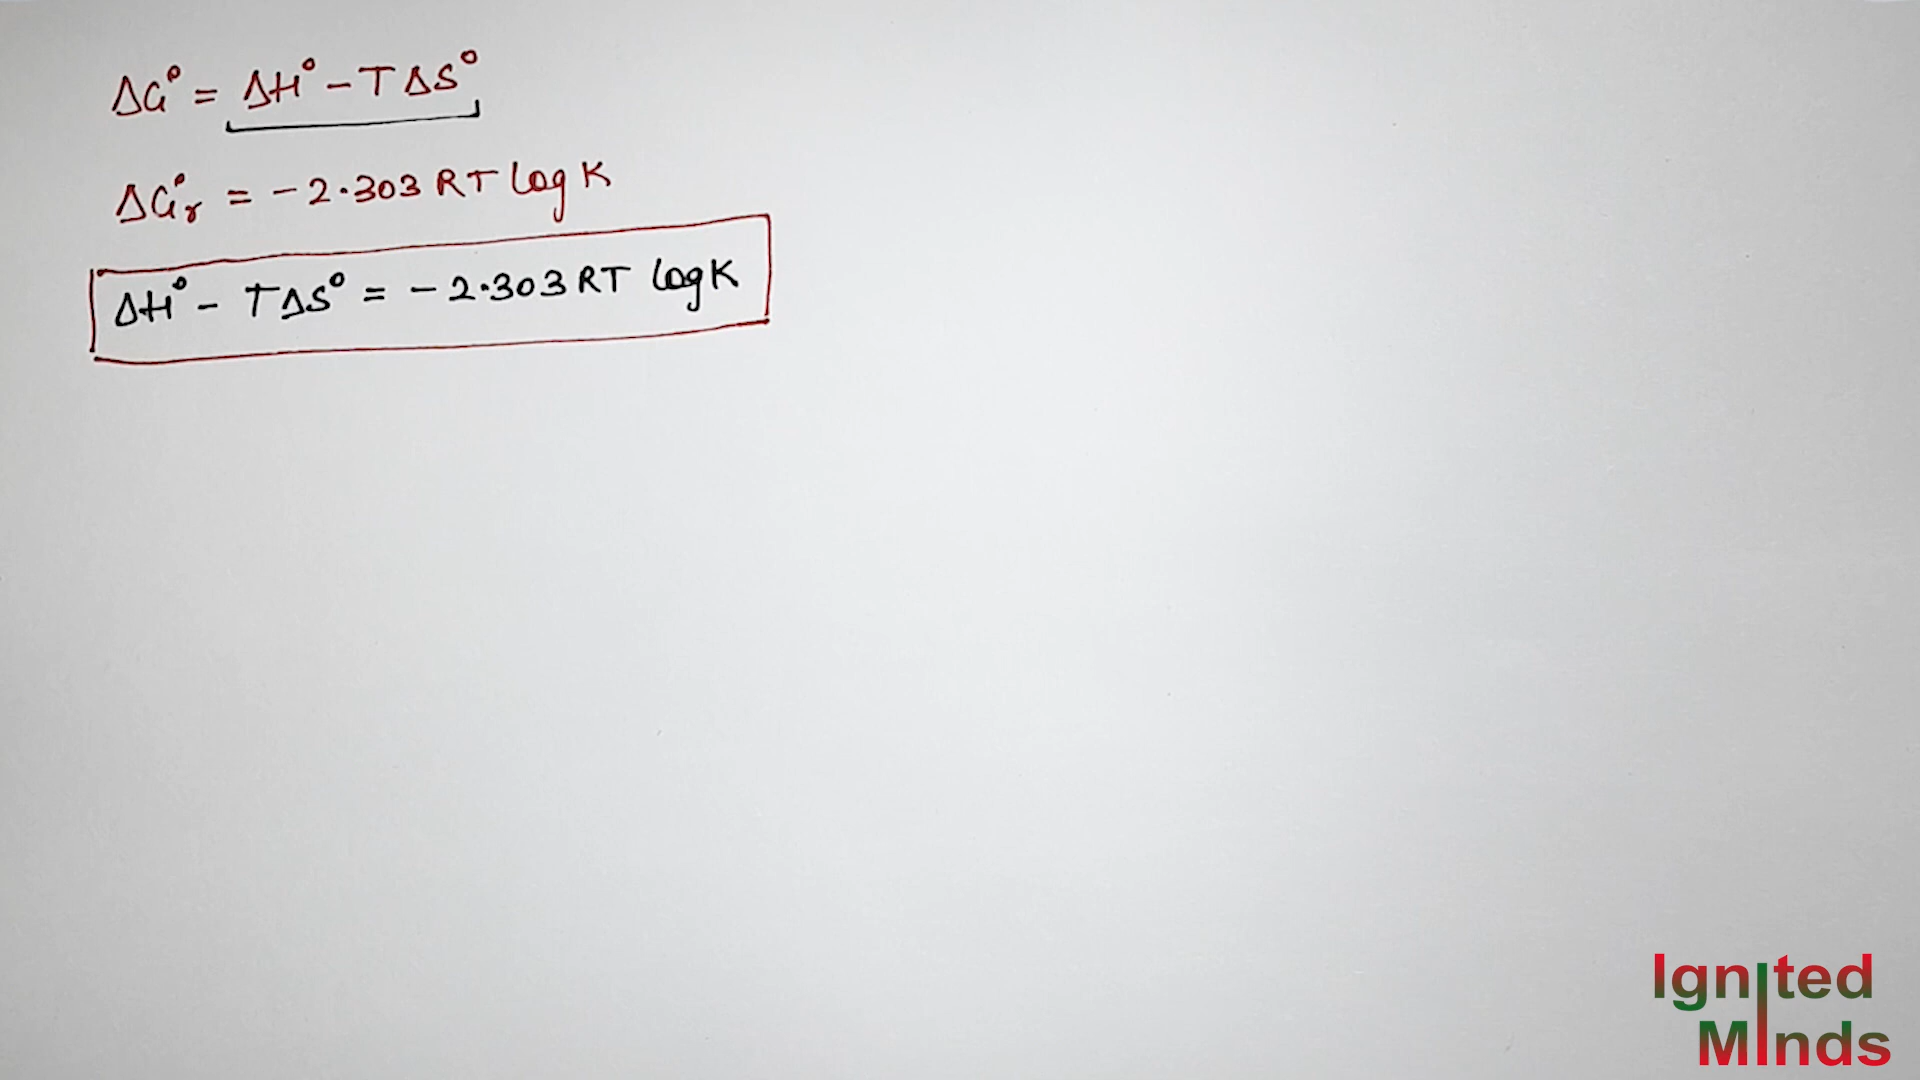 ΔG° = ΔH° - TΔS°
ΔG°r = -2.303 RT log K
ΔH° - TΔS° = -2.303 RT log K
Ignited
Minds